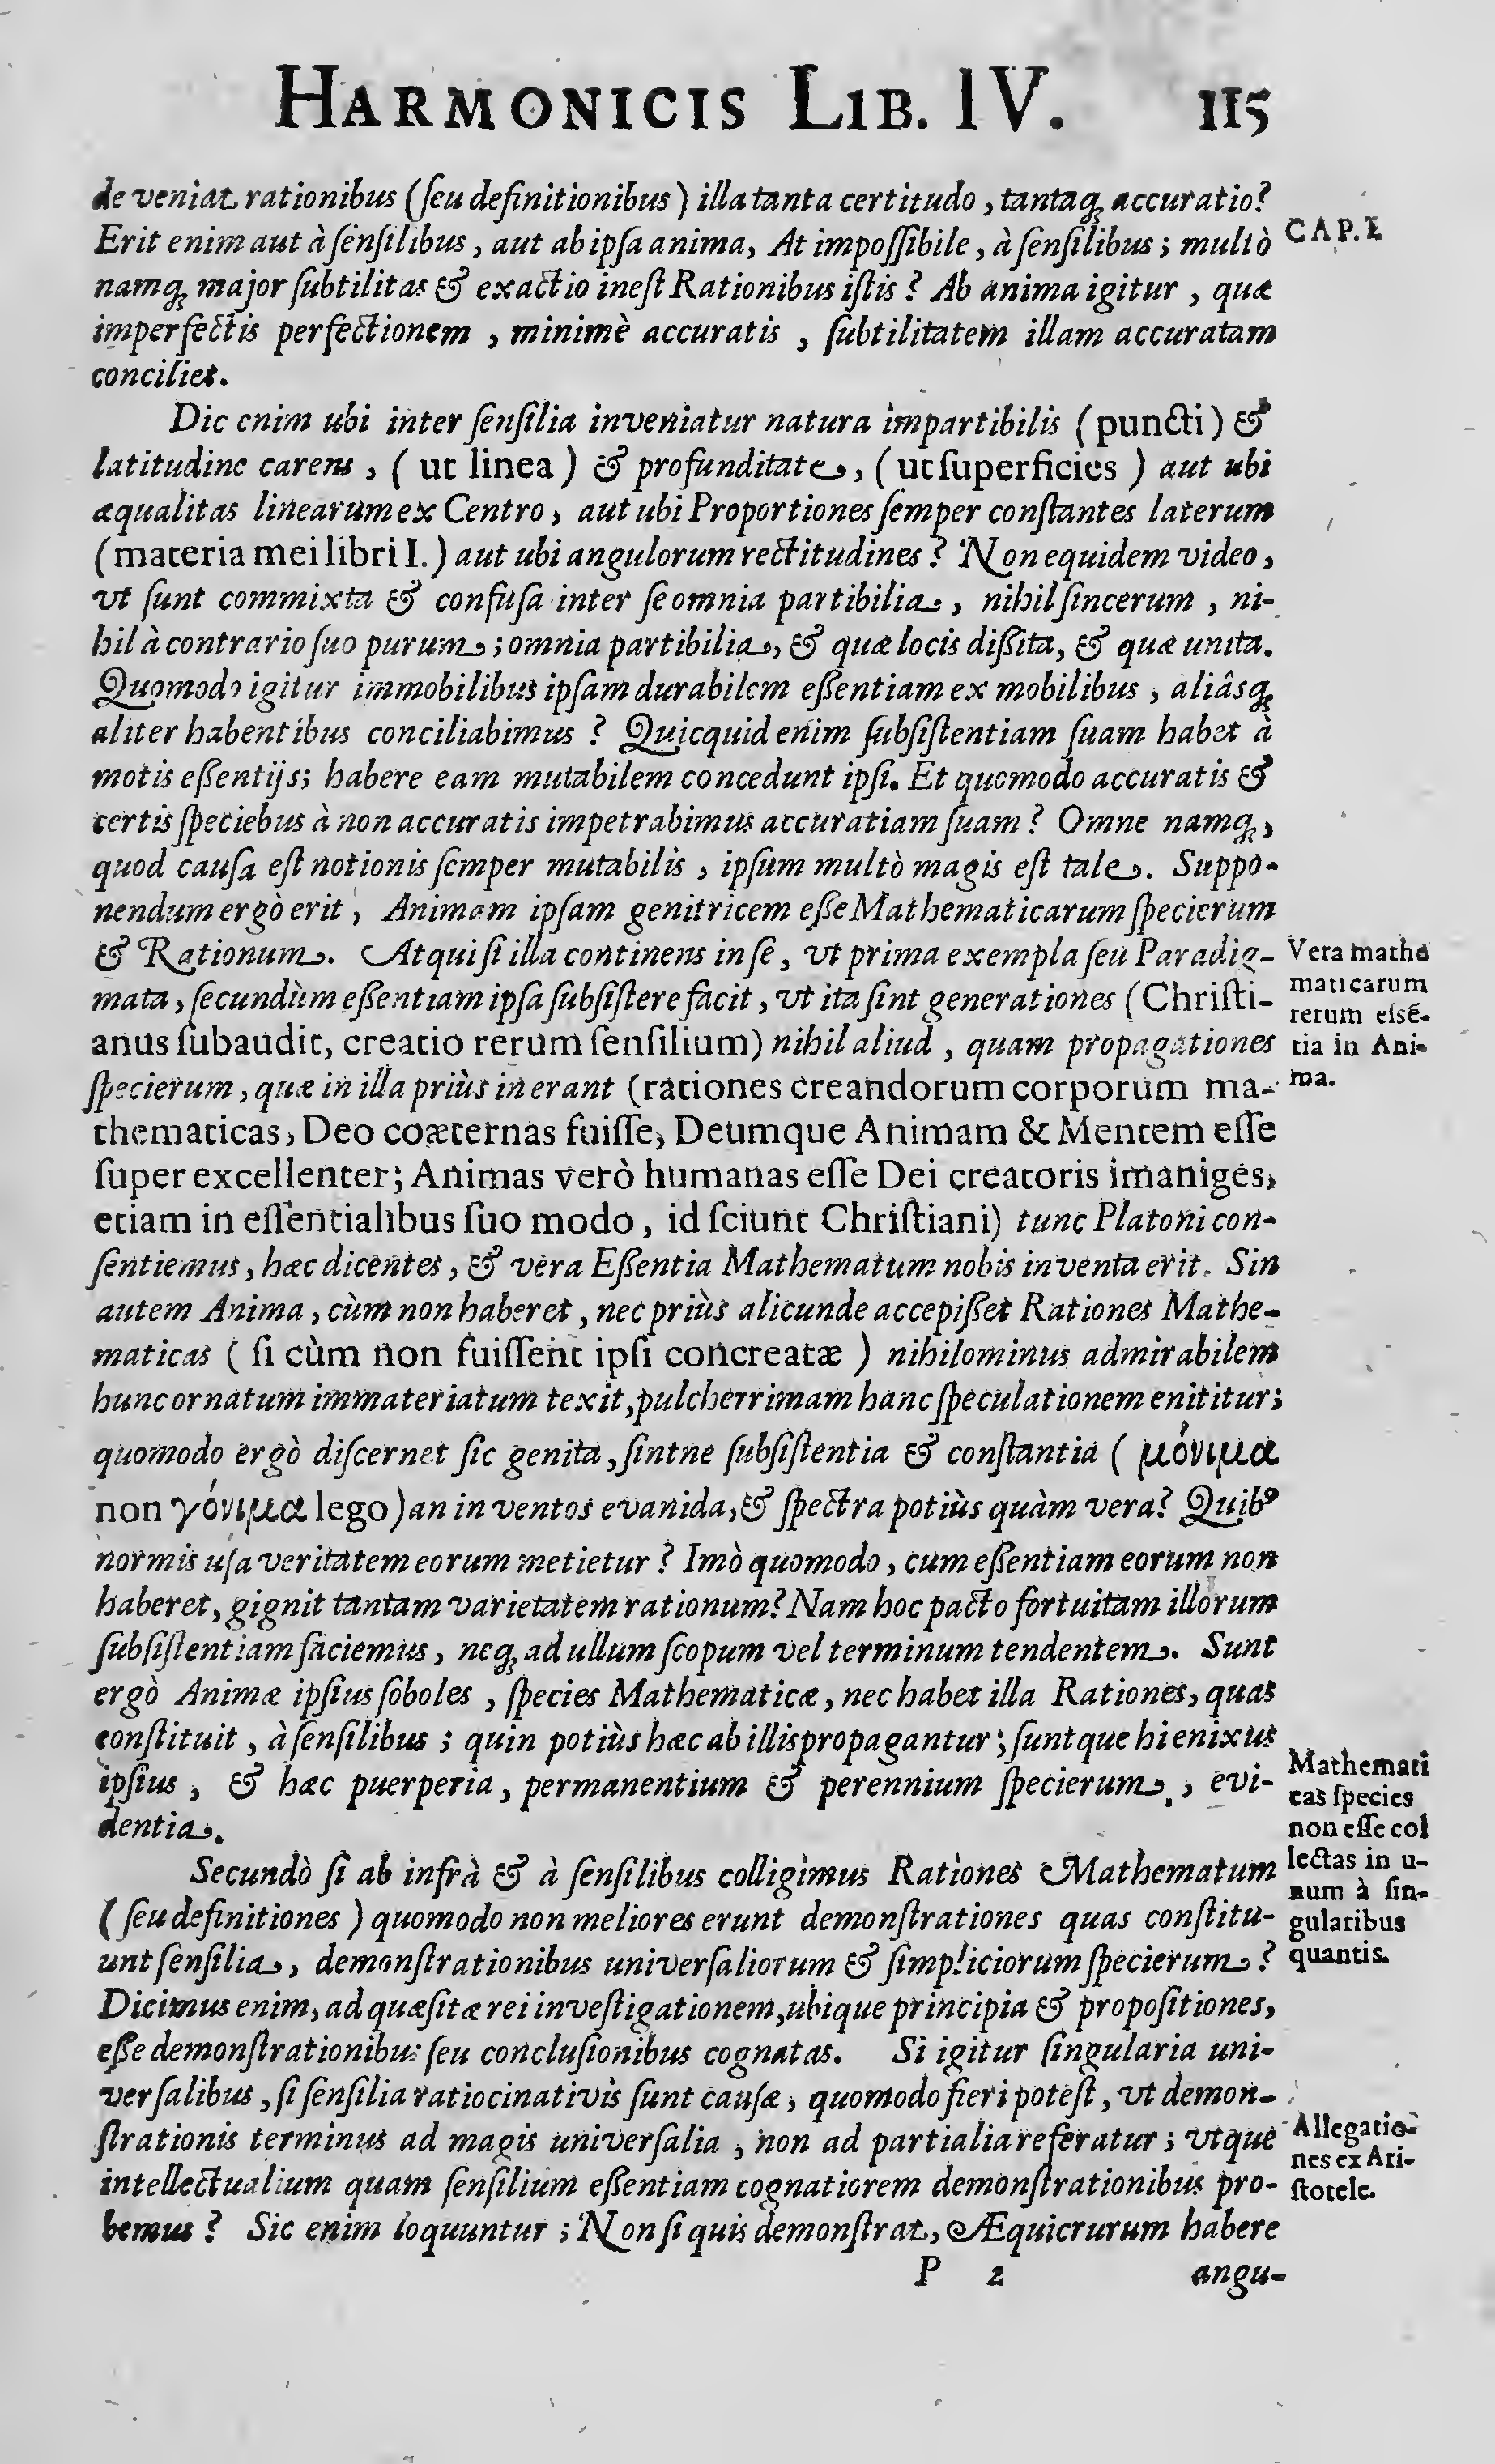 HARMONICIS LIB. IV. 115
de veniat rationibus (ſeu definitionibus) illa tanta certitudo, tantaq́; accuratio?
Erit enim aut à ſenſilibus, aut ab ipſa anima, At impoſſibile, à ſenſilibus; multò
CAP. I.
namq́; major ſubtilitas & exactio ineſt Rationibus iſtis? Ab anima igitur, quæ
imperfectis perfectionem, minimè accuratis, ſubtilitatem illam accuratam
conciliet.
Dic enim ubi inter ſenſilia inveniatur natura impartibilis (puncti) &
latitudine carens, (ut linea) & profunditate, (ut ſuperficies) aut ubi
æqualitas linearum ex Centro, aut ubi Proportiones ſemper conſtantes laterum
(materia mei libri I.) aut ubi angulorum rectitudines? Non equidem video,
ut ſunt commixta & confuſa inter ſe omnia partibilia, nihil ſincerum, ni-
hil à contrario ſuo purum; omnia partibilia, & quæ locis diſſita, & quæ unita.
Quomodo igitur immobilibus ipſam durabilem eſſentiam ex mobilibus, aliâsq́;
aliter habentibus conciliabimus? Quicquid enim ſubſiſtentiam ſuam habet à
motis eſſentijs; habere eam mutabilem concedunt ipſi. Et quomodo accuratis &
certis ſpeciebus à non accuratis impetrabimus accuratiam ſuam? Omne namq́;,
quod cauſa eſt notionis ſemper mutabilis, ipſum multò magis eſt tale. Suppo-
nendum ergò erit, Animam ipſam genitricem eſſe Mathematicarum ſpecierum
& Rationum. Atqui ſi illa continens in ſe, ut prima exempla ſeu Paradig-
mata, ſecundùm eſſentiam ipſa ſubſiſtere facit, ut ita ſint generationes (Chriſti-
anus ſubaudit, creatio rerum ſenſilium) nihil aliud, quam propagationes
ſpecierum, quæ in illa priùs inerant (rationes creandorum corporum ma-
Vera mathe
maticarum
rerum eſsē-
tia in Ani-
ma.
thematicas, Deo coæternas fuiſſe, Deumque Animam & Mentem eſſe
ſuper excellenter; Animas verò humanas eſſe Dei creatoris imaniges,
etiam in eſſentialibus ſuo modo, id ſciunt Chriſtiani) tunc Platoni con-
ſentiemus, hæc dicentes, & vera Eſſentia Mathematum nobis inventa erit. Sin
autem Anima, cùm non haberet, nec priùs alicunde accepiſſet Rationes Mathe-
maticas (ſi cùm non fuiſſent ipſi concreatæ) nihilominus admirabilem
hunc ornatum immateriatum texit, pulcherrimam hanc ſpeculationem enititur;
quomodo ergò diſcernet ſic genita, ſintne ſubſiſtentia & conſtantia (μόνιμα
non γόνιμα lego) an in ventos evanida, & ſpectra potiùs quàm vera? Quibꝰ
normis uſa veritatem eorum metietur? Imò quomodo, cum eſſentiam eorum non
haberet, gignit tantam varietatem rationum? Nam hoc pacto fortuitam illorum
ſubſiſtentiam faciemus, neq́; ad ullum ſcopum vel terminum tendentem. Sunt
ergò Animæ ipſius ſoboles, ſpecies Mathematicæ, nec habet illa Rationes, quas
conſtituit, à ſenſilibus; quin potiùs hæc ab illis propagantur; ſuntque hi enixus
ipſius, & hæc puerperia, permanentium & perennium ſpecierum, evi-
dentia.
Mathemati
cas ſpecies
non eſſe col
lectas in u-
num à ſin-
gularibus
quantis.
Secundò ſi ab infrà & à ſenſilibus colligimus Rationes Mathematum
(ſeu definitiones) quomodo non meliores erunt demonſtrationes quas conſtitu-
unt ſenſilia, demonſtrationibus univerſaliorum & ſimpliciorum ſpecierum?
Dicimus enim, ad quæſitæ rei inveſtigationem, ubique principia & propoſitiones,
eſſe demonſtrationibus ſeu concluſionibus cognatas. Si igitur ſingularia uni-
verſalibus, ſi ſenſilia ratiocinativis ſunt cauſæ, quomodo fieri poteſt, ut demon-
ſtrationis terminus ad magis univerſalia, non ad partialia referatur; utque
intellectualium quam ſenſilium eſſentiam cognatiorem demonſtrationibus pro-
bemus? Sic enim loquuntur; Non ſi quis demonſtrat, Æquicrurum habere
Allegatio-
nes ex Ari-
ſtotele.
P 2 angu-